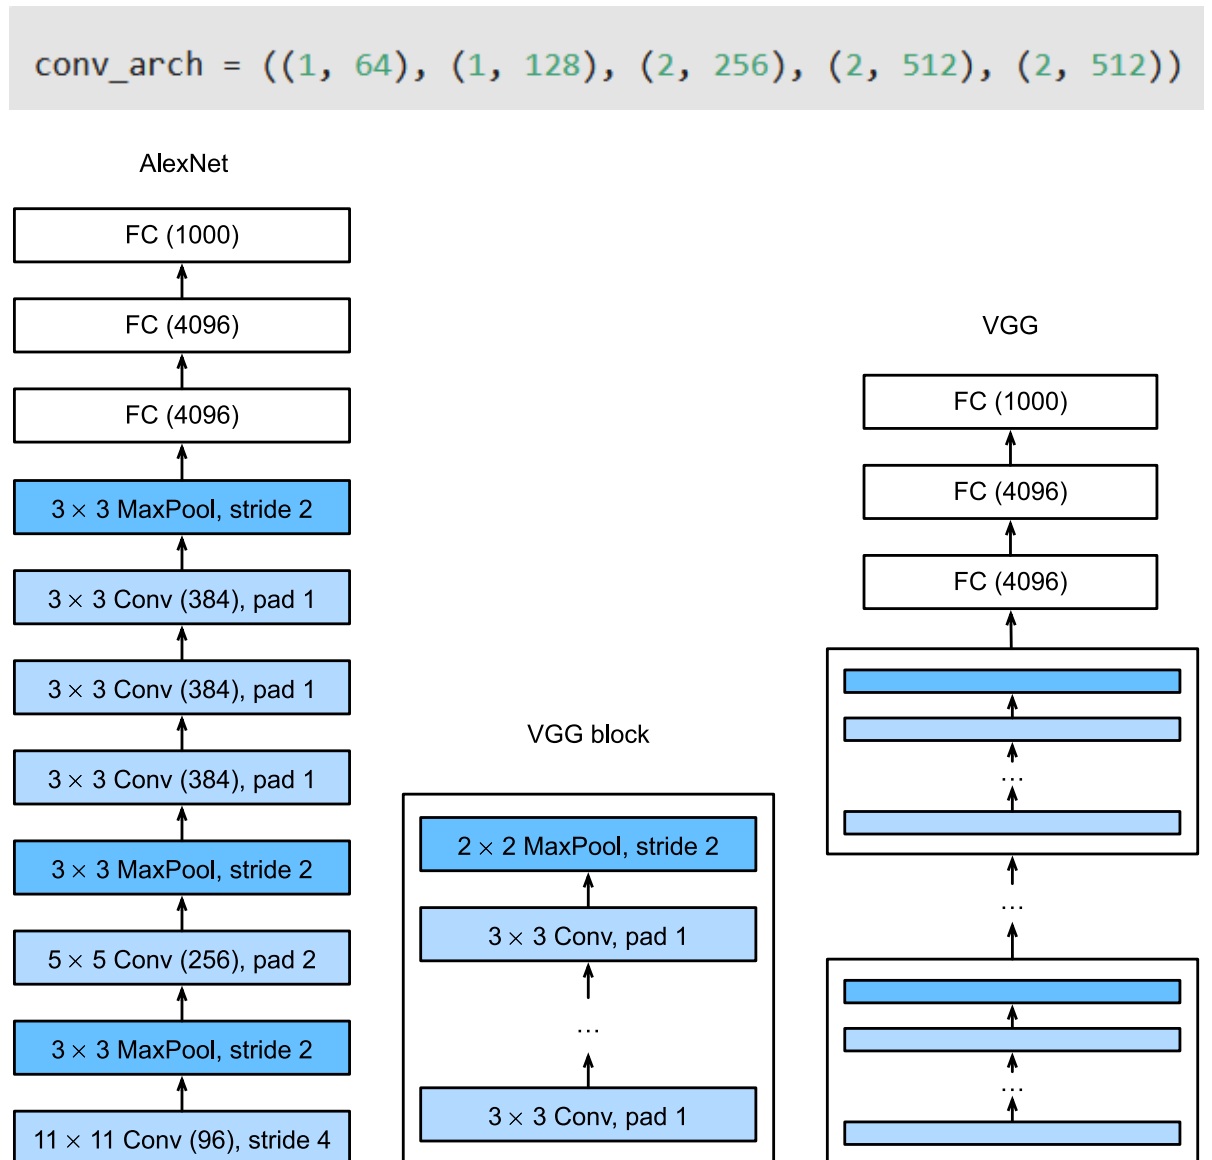 conv_arch = ((1, 64), (1, 128), (2, 256), (2, 512), (2, 512))
AlexNet
FC (1000)
FC (4096)
FC (4096)
3 × 3 MaxPool, stride 2
3 × 3 Conv (384), pad 1
3 × 3 Conv (384), pad 1
3 × 3 Conv (384), pad 1
3 × 3 MaxPool, stride 2
5 × 5 Conv (256), pad 2
3 × 3 MaxPool, stride 2
11 × 11 Conv (96), stride 4
VGG block
2 × 2 MaxPool, stride 2
3 × 3 Conv, pad 1
...
3 × 3 Conv, pad 1
VGG
FC (1000)
FC (4096)
FC (4096)
...
...
...